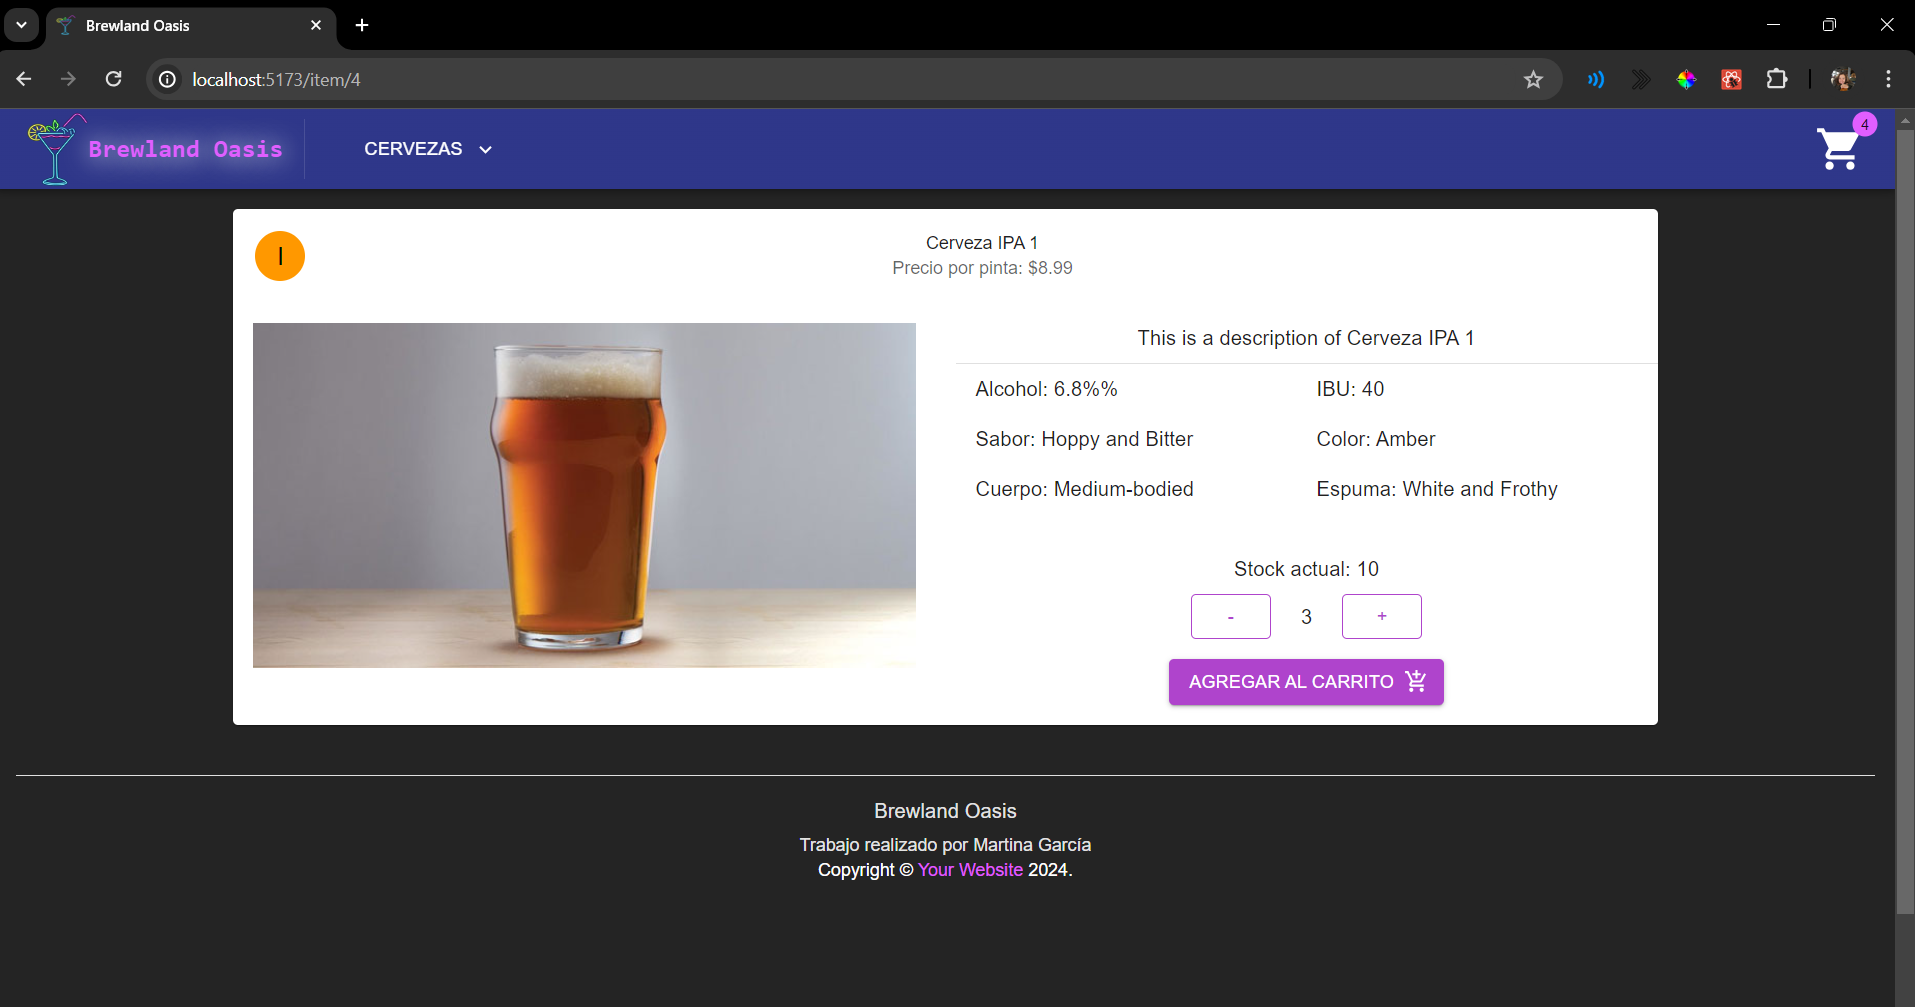 Brewland Oasis
localhost:5173/item/4
Brewland Oasis
CERVEZAS
4
I
Cerveza IPA 1
Precio por pinta: $8.99
This is a description of Cerveza IPA 1
Alcohol: 6.8%%
IBU: 40
Sabor: Hoppy and Bitter
Color: Amber
Cuerpo: Medium-bodied
Espuma: White and Frothy
Stock actual: 10
- 3 +
AGREGAR AL CARRITO
Brewland Oasis
Trabajo realizado por Martina García
Copyright © Your Website 2024.